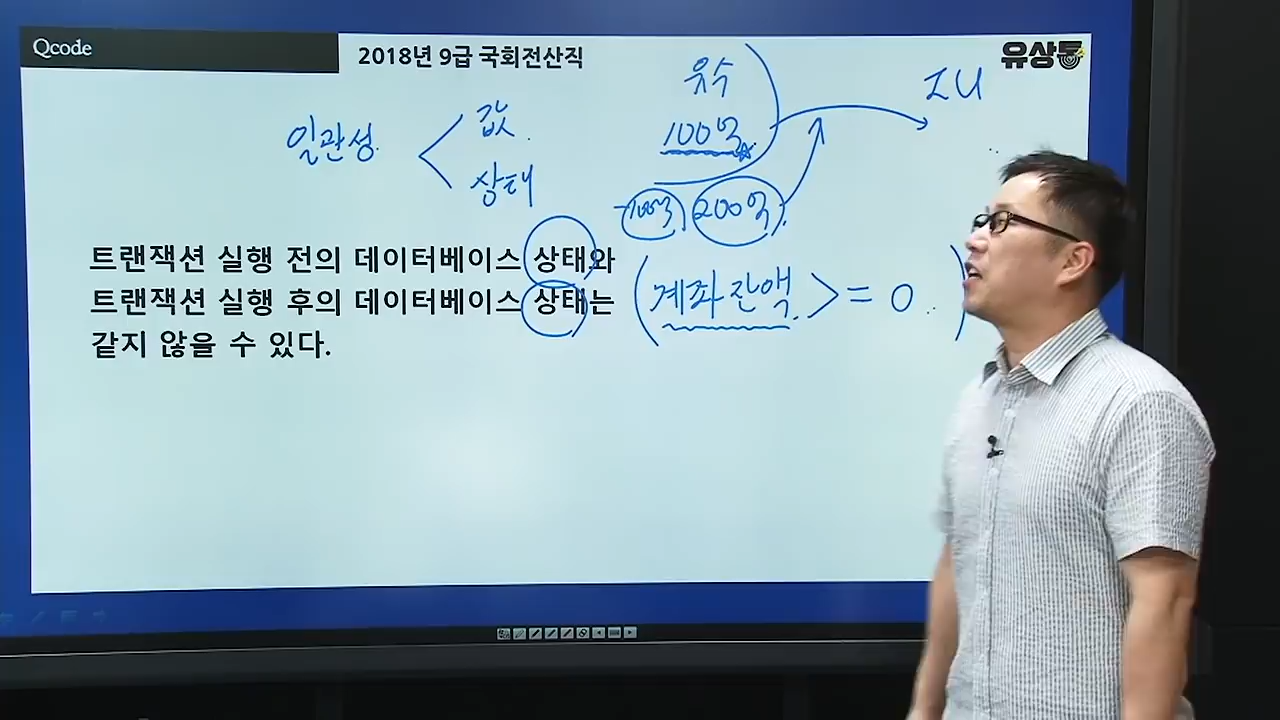 Qcode
2018년 9급 국회전산직
유상통
유수
IU
일관성
값
상태
100억
-100억
200억
트랜잭션 실행 전의 데이터베이스 상태와
트랜잭션 실행 후의 데이터베이스 상태는
같지 않을 수 있다.
(계좌잔액 >= 0)